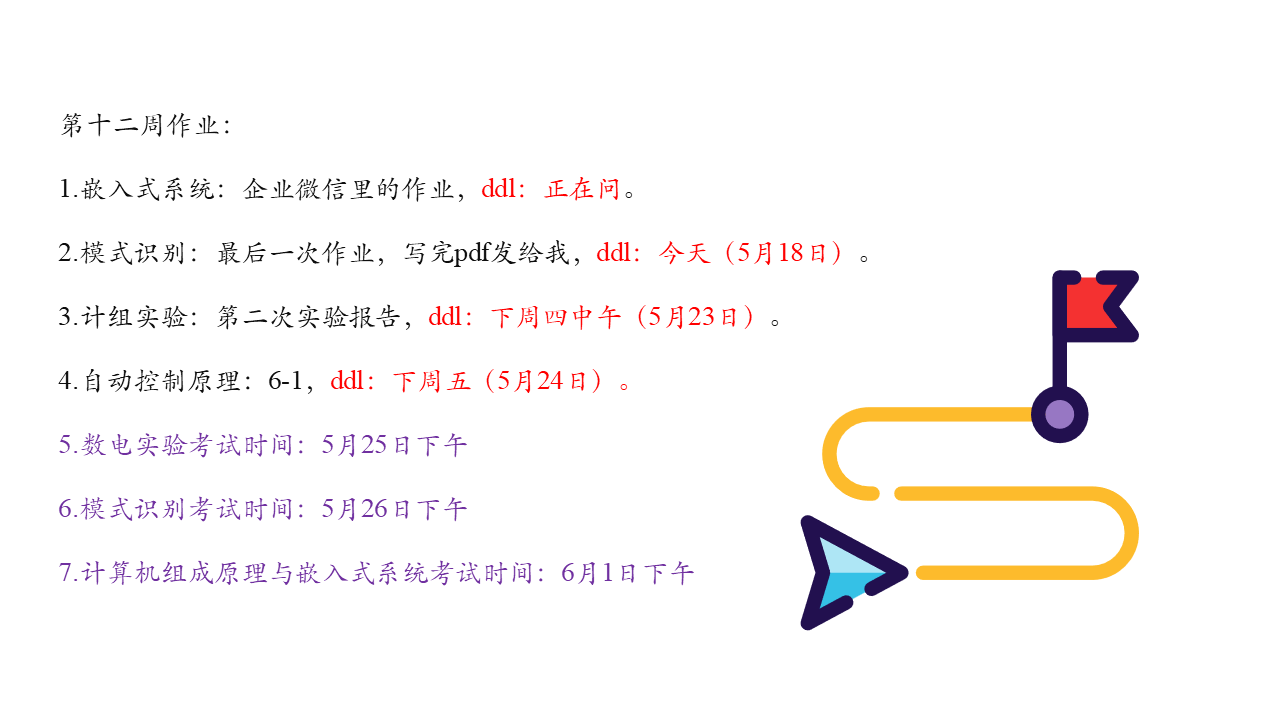 第十二周作业：
1.嵌入式系统：企业微信里的作业，ddl：正在问。
2.模式识别：最后一次作业，写完pdf发给我，ddl：今天（5月18日）。
3.计组实验：第二次实验报告，ddl：下周四中午（5月23日）。
4.自动控制原理：6-1，ddl：下周五（5月24日）。
5.数电实验考试时间：5月25日下午
6.模式识别考试时间：5月26日下午
7.计算机组成原理与嵌入式系统考试时间：6月1日下午